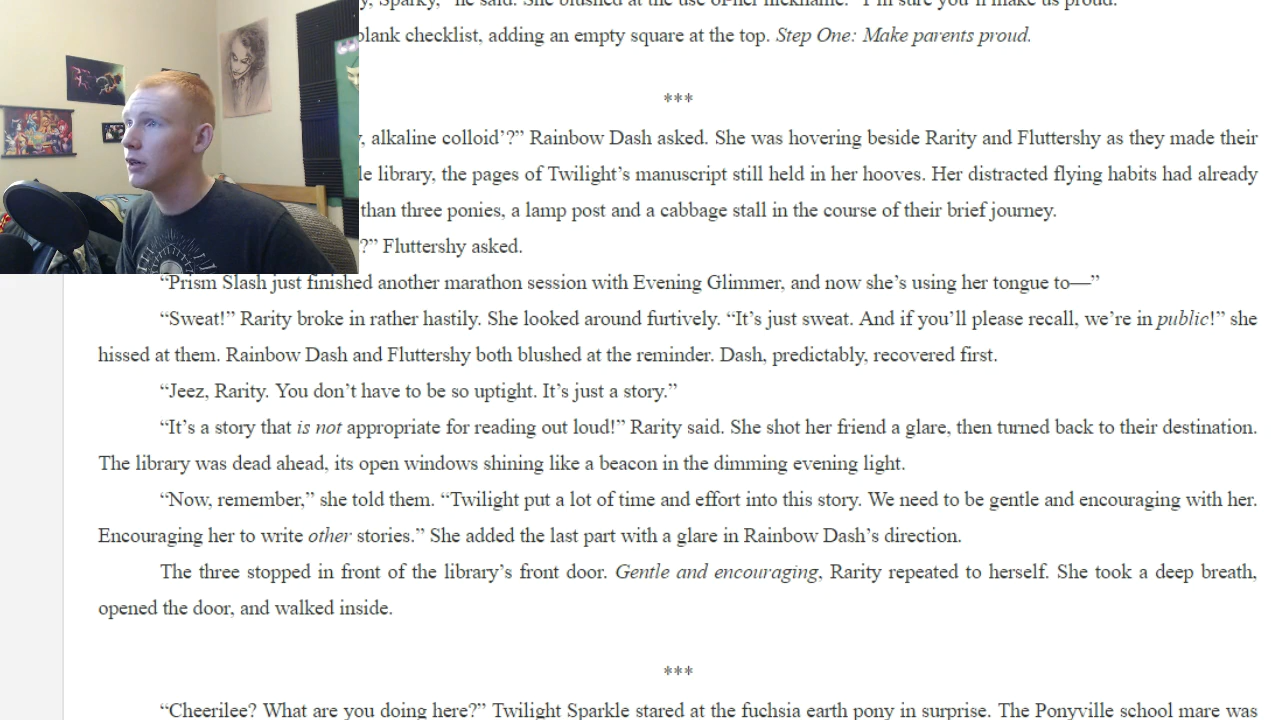 y, Sparky," he said. She blushed at the use of her nickname. "I'm sure you'll make us proud."
blank checklist, adding an empty square at the top. Step One: Make parents proud.
***
, alkaline colloid'?” Rainbow Dash asked. She was hovering beside Rarity and Fluttershy as they made their
le library, the pages of Twilight’s manuscript still held in her hooves. Her distracted flying habits had already
than three ponies, a lamp post and a cabbage stall in the course of their brief journey.
?” Fluttershy asked.
“Prism Slash just finished another marathon session with Evening Glimmer, and now she’s using her tongue to—”
“Sweat!” Rarity broke in rather hastily. She looked around furtively. “It’s just sweat. And if you’ll please recall, we’re in public!” she
hissed at them. Rainbow Dash and Fluttershy both blushed at the reminder. Dash, predictably, recovered first.
“Jeez, Rarity. You don’t have to be so uptight. It’s just a story.”
“It’s a story that is not appropriate for reading out loud!” Rarity said. She shot her friend a glare, then turned back to their destination.
The library was dead ahead, its open windows shining like a beacon in the dimming evening light.
“Now, remember,” she told them. “Twilight put a lot of time and effort into this story. We need to be gentle and encouraging with her.
Encouraging her to write other stories.” She added the last part with a glare in Rainbow Dash’s direction.
The three stopped in front of the library’s front door. Gentle and encouraging, Rarity repeated to herself. She took a deep breath,
opened the door, and walked inside.
***
“Cheerilee? What are you doing here?” Twilight Sparkle stared at the fuchsia earth pony in surprise. The Ponyville school mare was